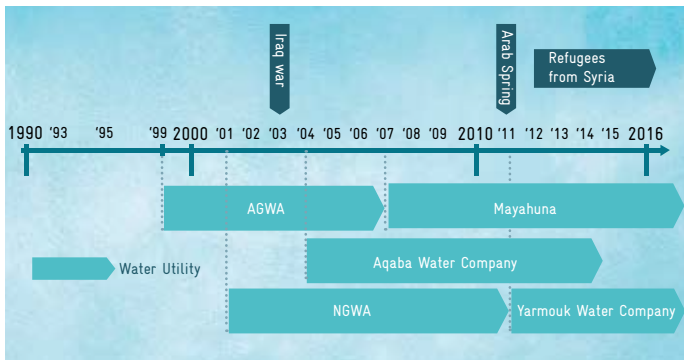 Iraq war
Arab Spring
Refugees
from Syria
1990 '93 '95 '99 2000 '01 '02 '03 '04 '05 '06 '07 '08 '09 2010 '11 '12 '13 '14 '15 2016
AGWA
Mayahuna
Aqaba Water Company
Water Utility
NGWA
Yarmouk Water Company